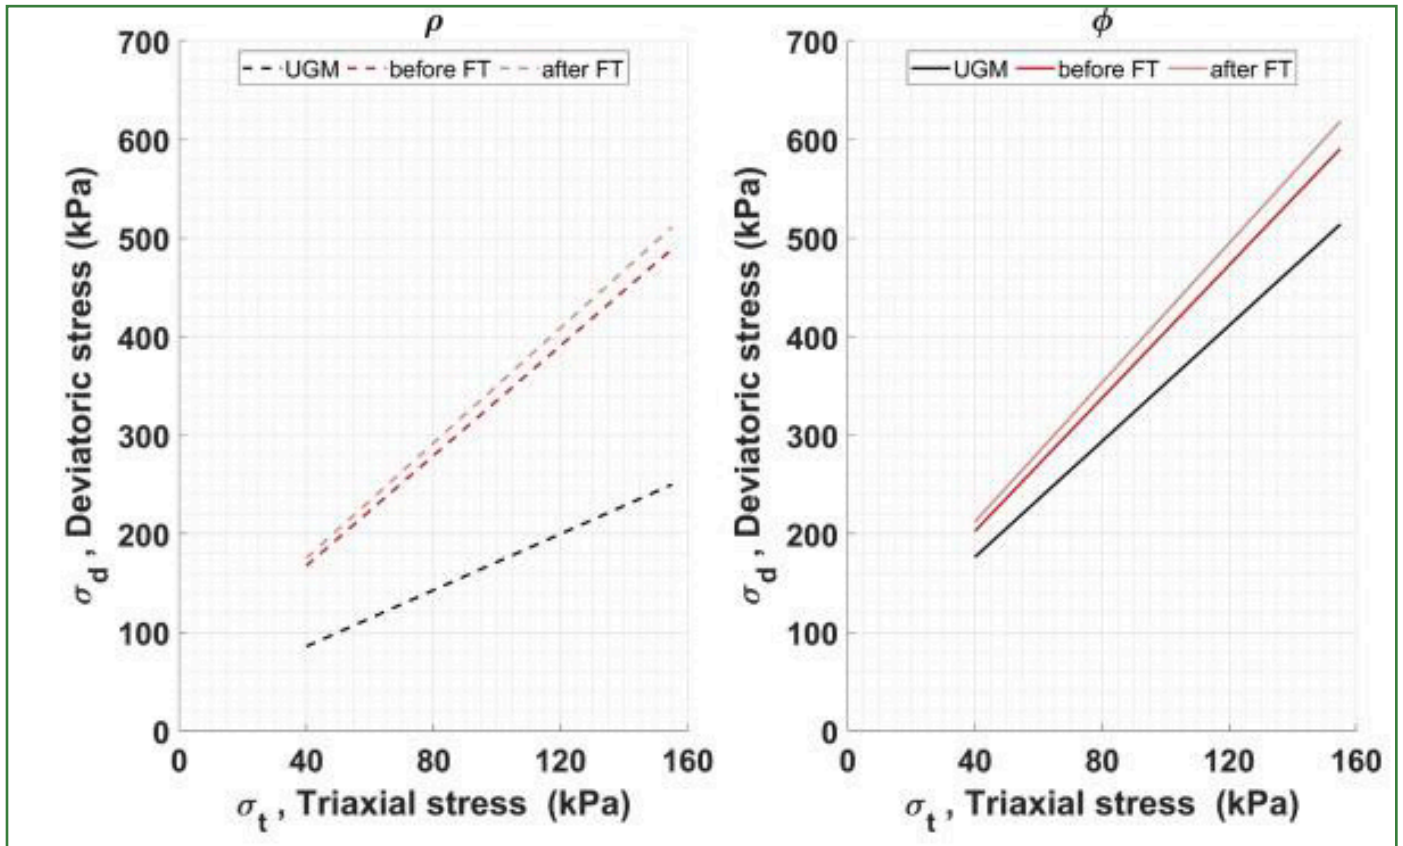 ρ
700
600
500
400
300
200
100
0
UGM before FT after FT
σd , Deviatoric stress (kPa)
0 40 80 120 160
σt , Triaxial stress (kPa)
ϕ
700
600
500
400
300
200
100
0
UGM before FT after FT
σd , Deviatoric stress (kPa)
0 40 80 120 160
σt , Triaxial stress (kPa)